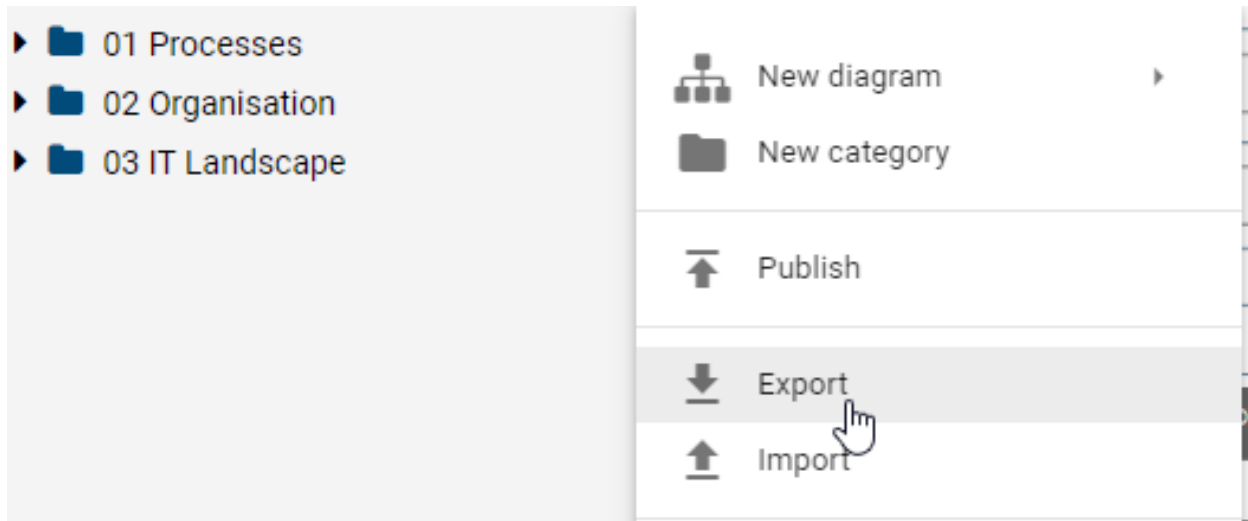 01 Processes
02 Organisation
03 IT Landscape
New diagram
New category
Publish
Export
Import